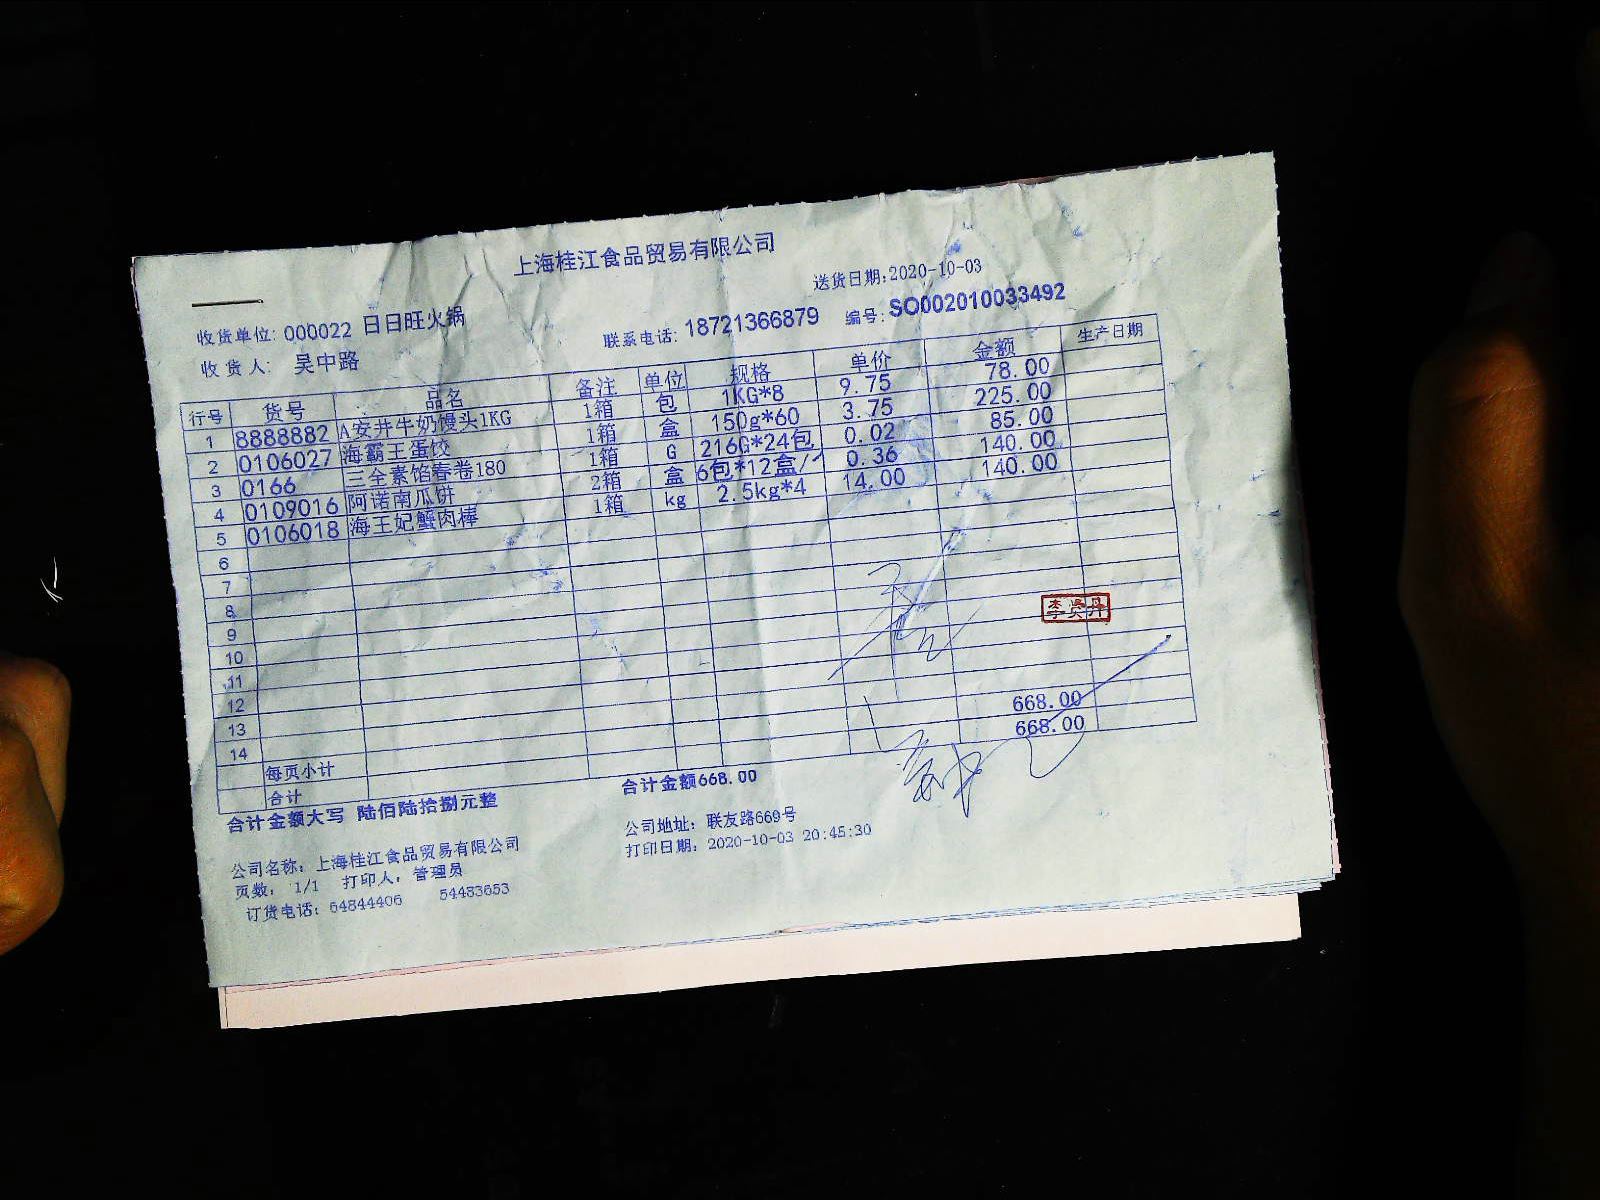 上海桂江食品贸易有限公司
送货日期:2020-10-03
收货单位: 000022 日日旺火锅 联系电话: 18721366879 编号: SO002010033492
收 货 人: 吴中路
行号 货号 品名 备注 单位 规格 单价 金额 生产日期
1 8888882 A安井牛奶馒头1KG 1箱 包 1KG*8 9.75 78.00
2 0106027 海霸王蛋饺 1箱 盒 150g*60 3.75 225.00
3 0166 三全素馅春卷180 1箱 G 216G*24包 0.02 85.00
4 0109016 阿诺南瓜饼 2箱 盒 6包*12盒/ 0.36 140.00
5 0106018 海王妃蟹肉棒 1箱 kg 2.5kg*4 14.00 140.00
6
7
8
李贤丹
9
10
11
12
13
14
每页小计 668.00
合计 668.00
合计金额大写 陆佰陆拾捌元整 合计金额668.00
公司名称: 上海桂江食品贸易有限公司 公司地址: 联友路669号
页数: 1/1 打印人: 管理员 打印日期: 2020-10-03 20:45:30
订货电话: 54844406 54483653